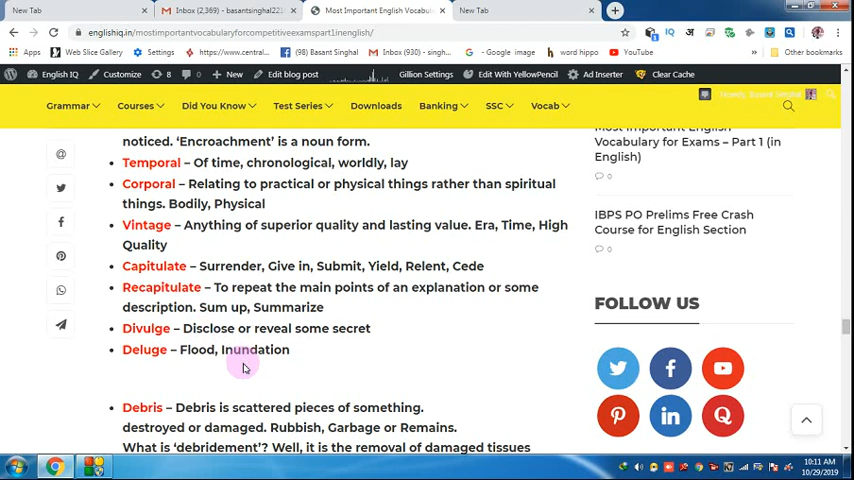 New Tab
Inbox (2,369) - basantsinghal221
Most Important English Vocabul
New Tab
englishiq.in/mostimportantvocabularyforcompetitiveexamspart1inenglish/
Apps
Web Slice Gallery
Settings
https://www.central...
(98) Basant Singhal
Inbox (930) - singh...
Google image
word hippo
YouTube
Other bookmarks
English IQ
Customize
8
0
New
Edit blog post
Gillion Settings
Edit With YellowPencil
Ad Inserter
Clear Cache
Grammar
Courses
Did You Know
Test Series
Downloads
Banking
SSC
Vocab
noticed. ‘Encroachment’ is a noun form.
Temporal – Of time, chronological, worldly, lay
Corporal – Relating to practical or physical things rather than spiritual
things. Bodily, Physical
Vintage – Anything of superior quality and lasting value. Era, Time, High
Quality
Capitulate – Surrender, Give in, Submit, Yield, Relent, Cede
Recapitulate – To repeat the main points of an explanation or some
description. Sum up, Summarize
Divulge – Disclose or reveal some secret
Deluge – Flood, Inundation
Debris – Debris is scattered pieces of something.
destroyed or damaged. Rubbish, Garbage or Remains.
What is ‘debridement’? Well, it is the removal of damaged tissues
Most Important English
Vocabulary for Exams – Part 1 (in
English)
0
IBPS PO Prelims Free Crash
Course for English Section
0
FOLLOW US
10:11 AM
10/29/2019